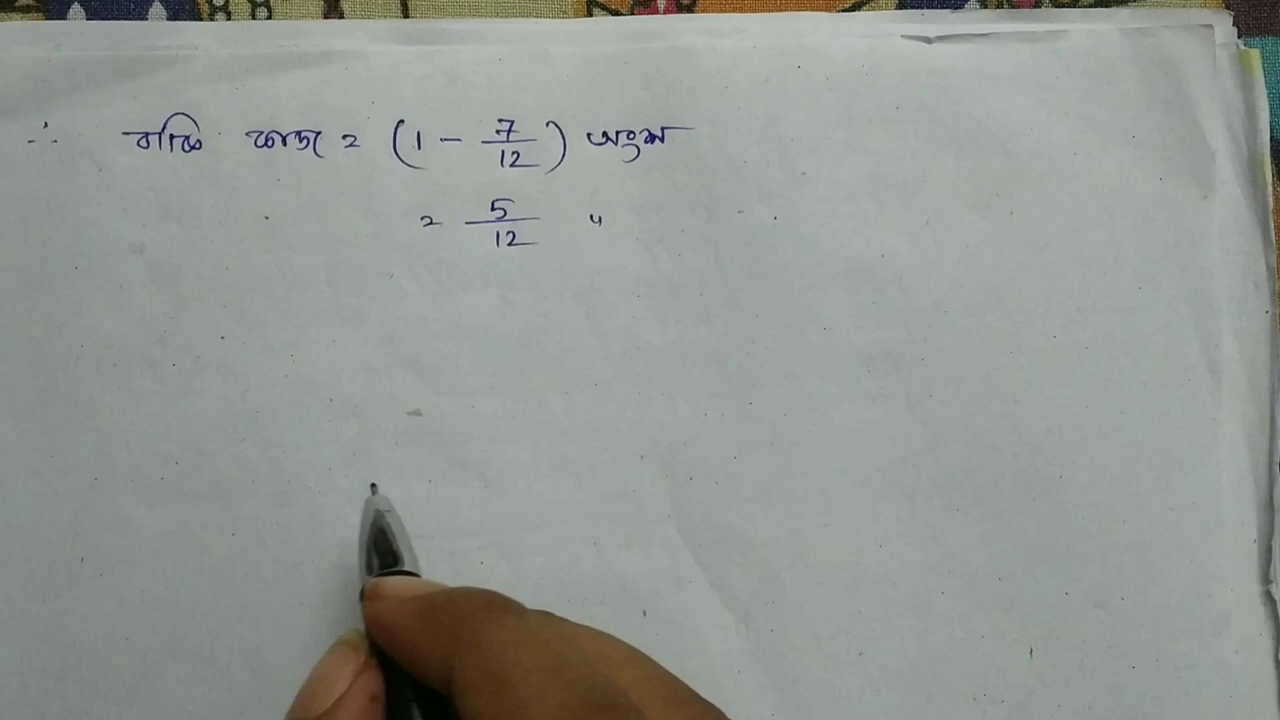 ∴ বাকি কাজ = (1 - 7/12) অংশ
= 5/12 "